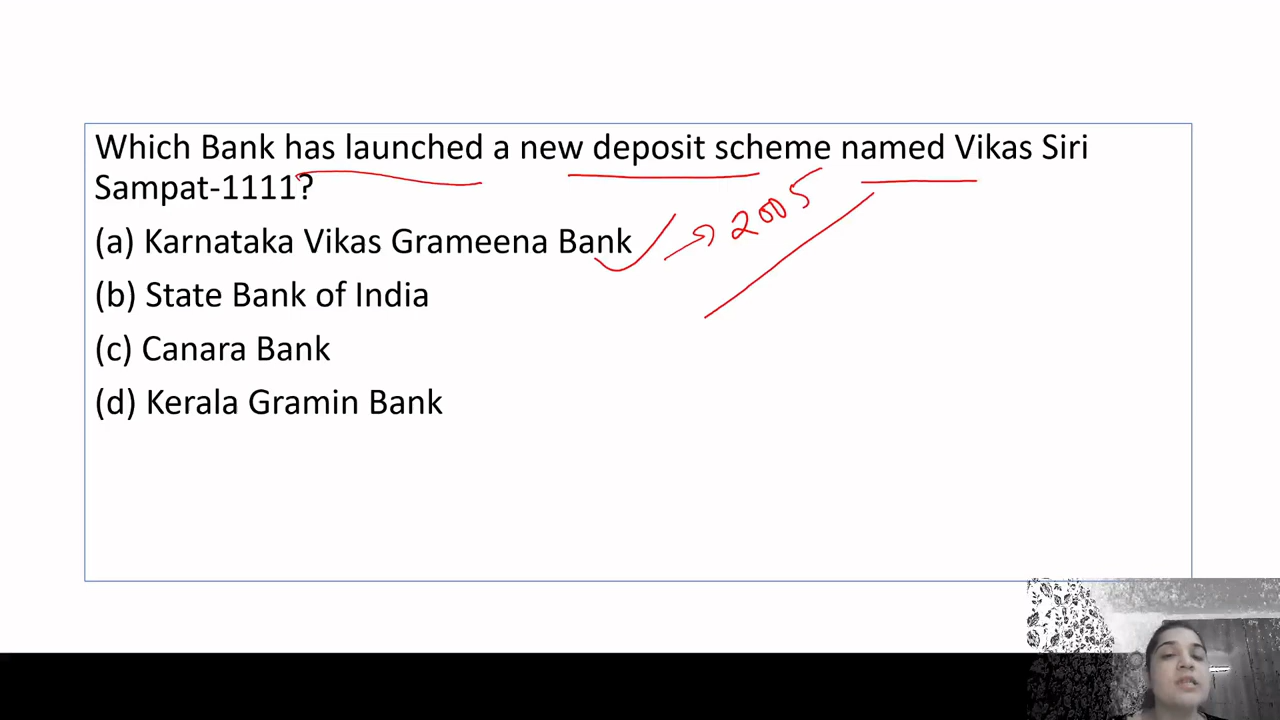 Which Bank has launched a new deposit scheme named Vikas Siri
Sampat-1111?
(a) Karnataka Vikas Grameena Bank → 2005
(b) State Bank of India
(c) Canara Bank
(d) Kerala Gramin Bank